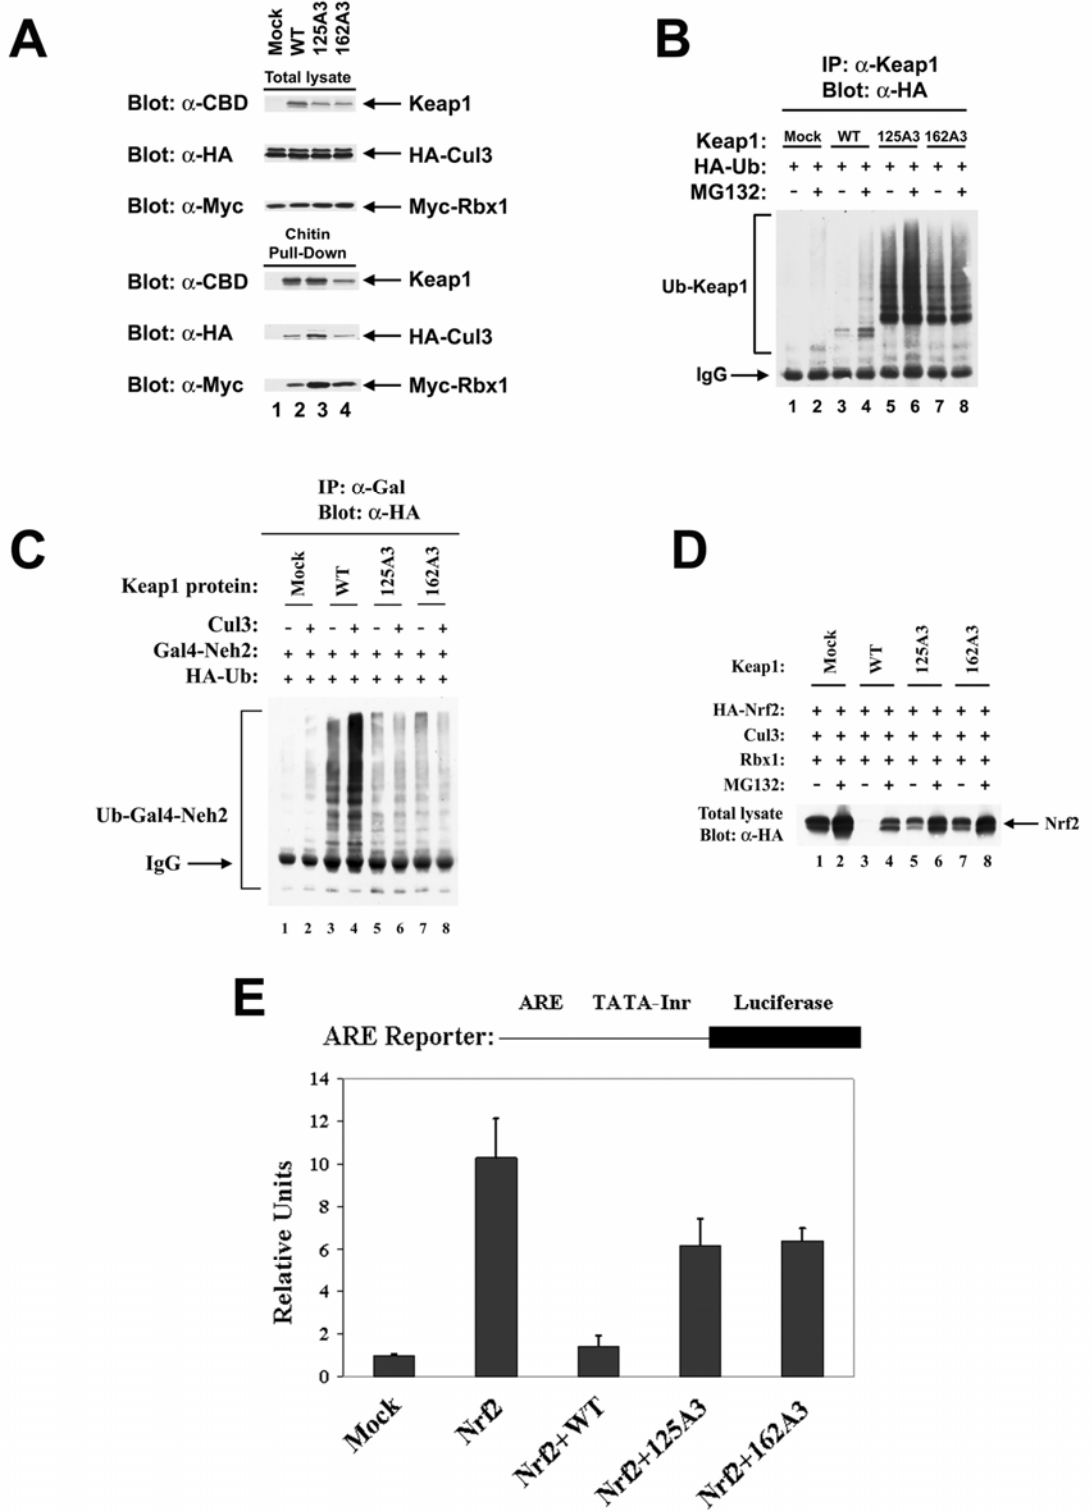 A
Mock
WT
125A3
162A3
Total lysate
Blot: α-CBD
Keap1
Blot: α-HA
HA-Cul3
Blot: α-Myc
Myc-Rbx1
Chitin
Pull-Down
Blot: α-CBD
Keap1
Blot: α-HA
HA-Cul3
Blot: α-Myc
Myc-Rbx1
1 2 3 4
B
IP: α-Keap1
Blot: α-HA
Keap1: Mock WT 125A3 162A3
HA-Ub: + + + + + + + +
MG132: - + - + - + - +
Ub-Keap1
IgG
1 2 3 4 5 6 7 8
C
IP: α-Gal
Blot: α-HA
Keap1 protein: Mock WT 125A3 162A3
Cul3: - + - + - + - +
Gal4-Neh2: + + + + + + + +
HA-Ub: + + + + + + + +
Ub-Gal4-Neh2
IgG
1 2 3 4 5 6 7 8
D
Keap1: Mock WT 125A3 162A3
HA-Nrf2: + + + + + + + +
Cul3: + + + + + + + +
Rbx1: + + + + + + + +
MG132: - + - + - + - +
Total lysate
Blot: α-HA
Nrf2
1 2 3 4 5 6 7 8
E
ARE TATA-Inr Luciferase
ARE Reporter:
Relative Units
14
12
10
8
6
4
2
0
Mock
Nrf2
Nrf2+WT
Nrf2+125A3
Nrf2+162A3